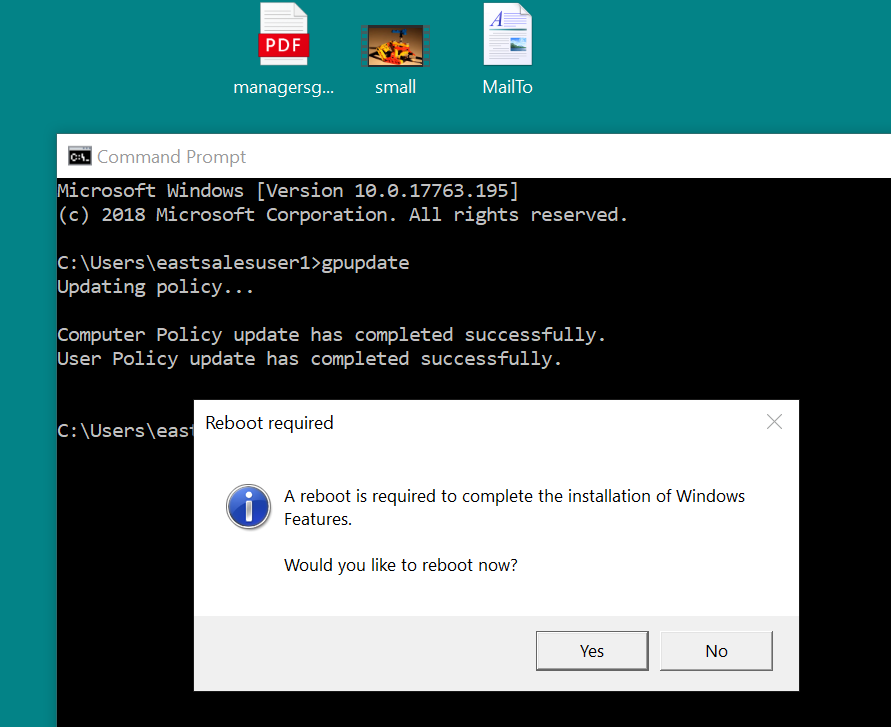 PDF
managersg...
small
A
MailTo
C:\.
Command Prompt
Microsoft Windows [Version 10.0.17763.195]
(c) 2018 Microsoft Corporation. All rights reserved.
C:\Users\eastsalesuser1>gpupdate
Updating policy...
Computer Policy update has completed successfully.
User Policy update has completed successfully.
C:\Users\east
Reboot required
A reboot is required to complete the installation of Windows
Features.
Would you like to reboot now?
Yes
No